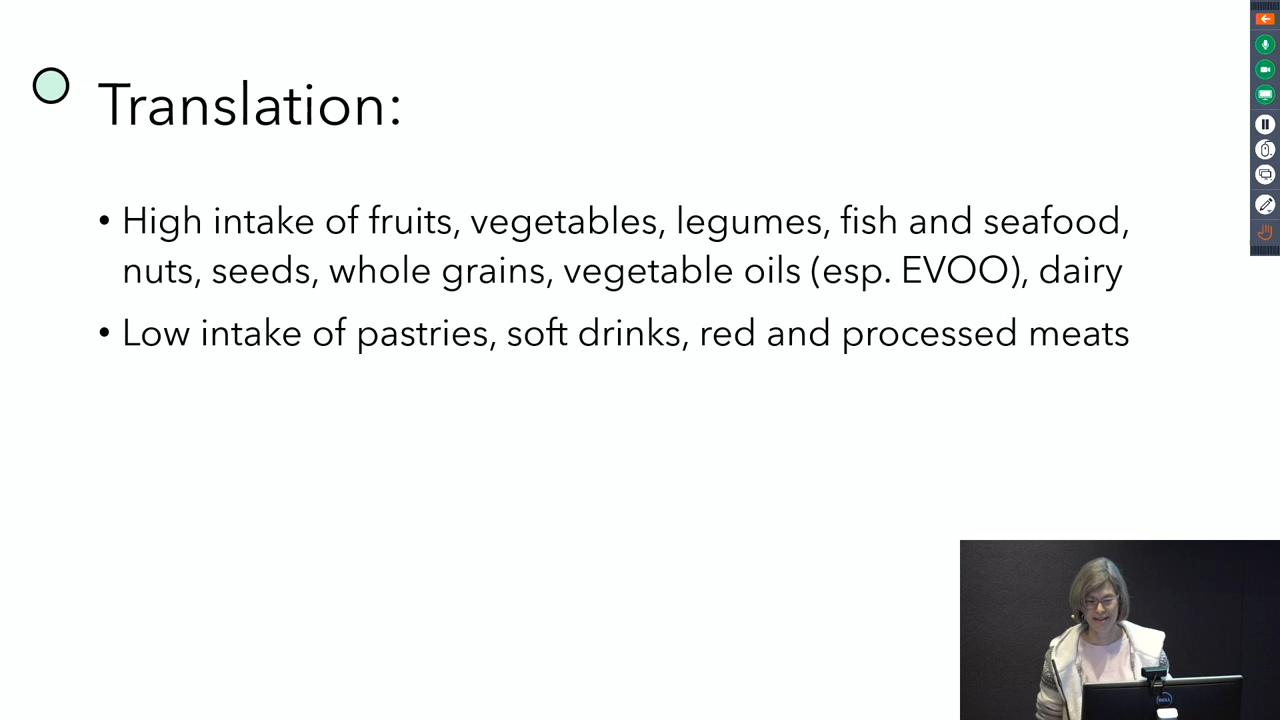 Translation:
• High intake of fruits, vegetables, legumes, fish and seafood,
nuts, seeds, whole grains, vegetable oils (esp. EVOO), dairy
• Low intake of pastries, soft drinks, red and processed meats
DELL